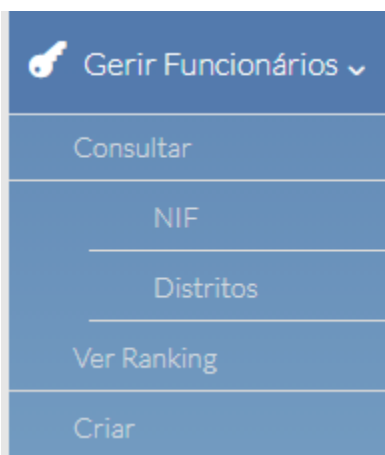 Gerir Funcionários
Consultar
NIF
Distritos
Ver Ranking
Criar